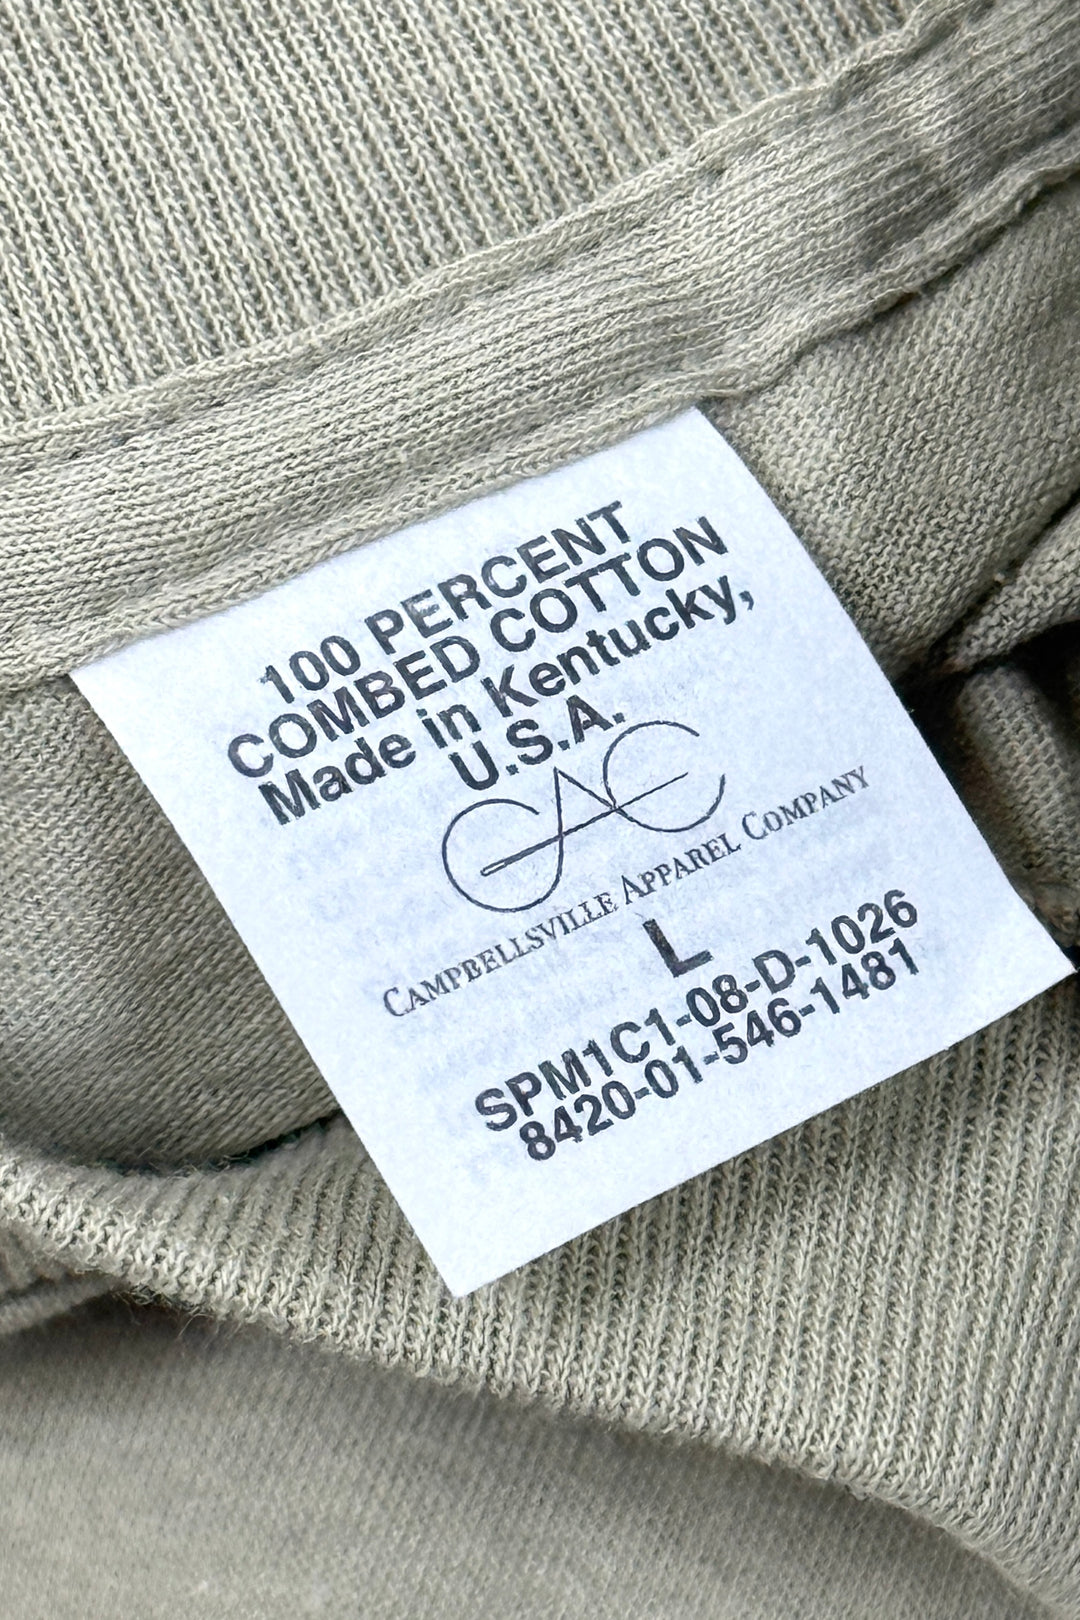 100 PERCENT
COMBED COTTON
Made in Kentucky,
U.S.A.
CAC
CAMPBELLSVILLE APPAREL COMPANY
L
SPM1C1-08-D-1026
8420-01-546-1481